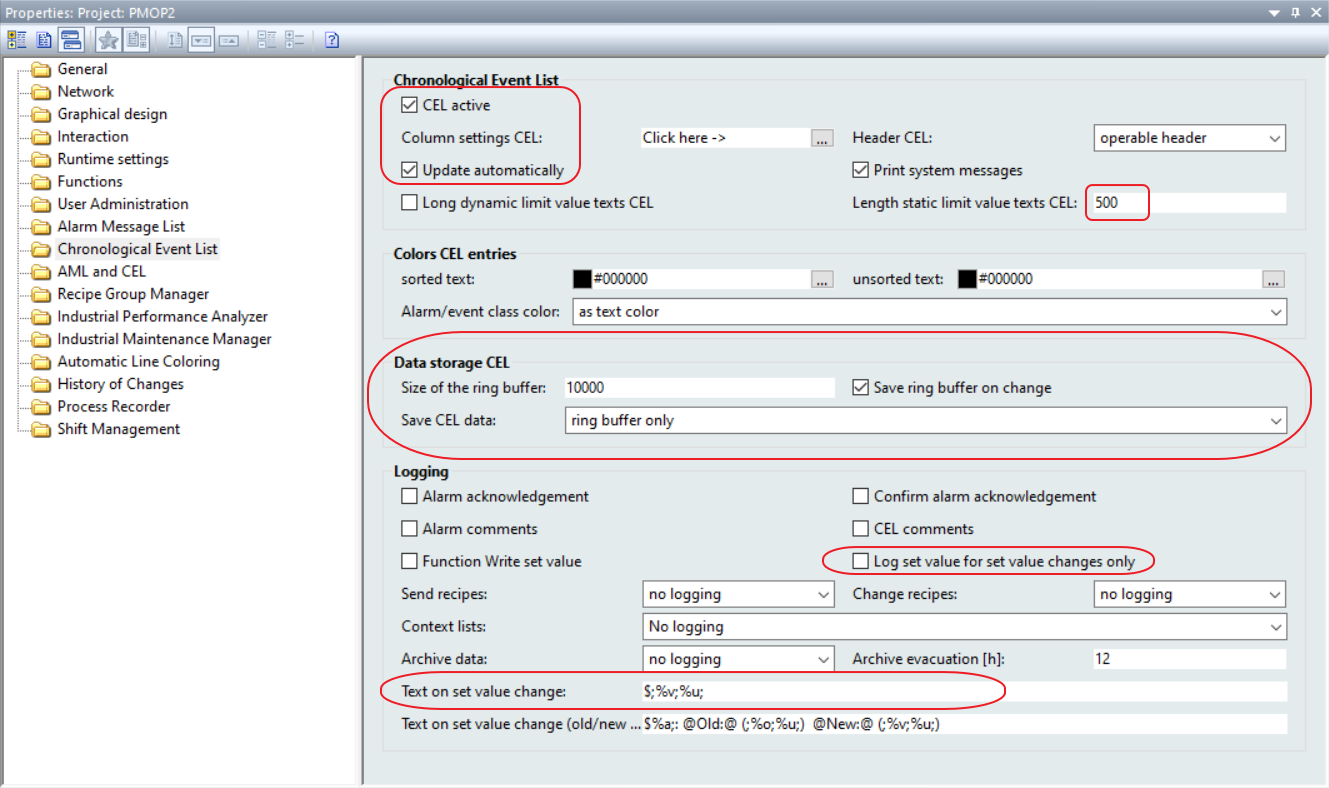 Properties: Project: PMOP2
General
Network
Graphical design
Interaction
Runtime settings
Functions
User Administration
Alarm Message List
Chronological Event List
AML and CEL
Recipe Group Manager
Industrial Performance Analyzer
Industrial Maintenance Manager
Automatic Line Coloring
History of Changes
Process Recorder
Shift Management
Chronological Event List
CEL active
Column settings CEL: Click here -> ... Header CEL: operable header
Update automatically Print system messages
Long dynamic limit value texts CEL Length static limit value texts CEL: 500
Colors CEL entries
sorted text: #000000 ... unsorted text: #000000 ...
Alarm/event class color: as text color
Data storage CEL
Size of the ring buffer: 10000 Save ring buffer on change
Save CEL data: ring buffer only
Logging
Alarm acknowledgement Confirm alarm acknowledgement
Alarm comments CEL comments
Function Write set value Log set value for set value changes only
Send recipes: no logging Change recipes: no logging
Context lists: No logging
Archive data: no logging Archive evacuation [h]: 12
Text on set value change: $;%v;%u;
Text on set value change (old/new ... $%a;: @Old:@ (;%o;%u;) @New:@ (;%v;%u;)